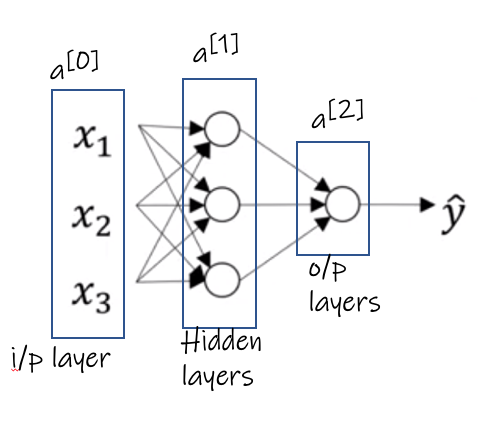 a[0]
a[1]
a[2]
x1
x2
x3
ŷ
i/p layer
Hidden
layers
o/p
layers